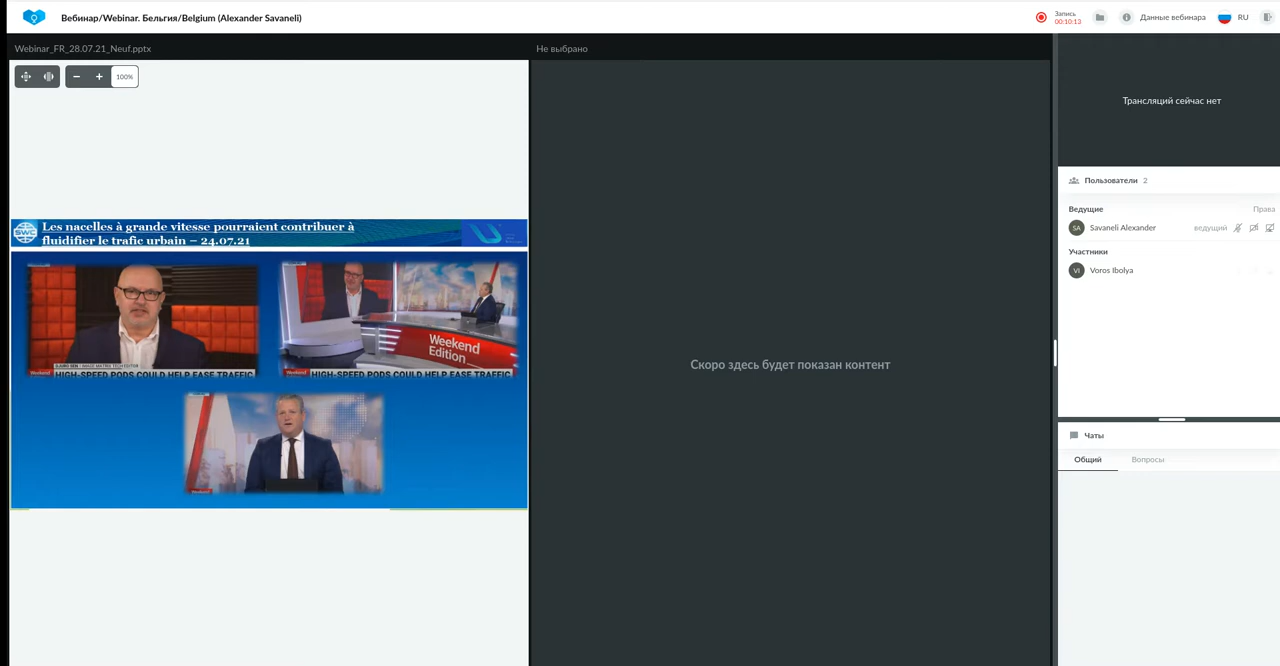 Вебинар/Webinar. Бельгия/Belgium (Alexander Savaneli)
Запись
00:10:13
Данные вебинара
RU
Webinar_FR_28.07.21_Neuf.pptx
Не выбрано
100%
SWC
Les nacelles à grande vitesse pourraient contribuer à
fluidifier le trafic urbain – 24.07.21
Weekend
HIGH-SPEED PODS COULD HELP EASE TRAFFIC
Weekend
Edition
Weekend
HIGH-SPEED PODS COULD HELP EASE TRAFFIC
Weekend
Скоро здесь будет показан контент
Трансляций сейчас нет
Пользователи 2
Ведущие Права
SA Savaneli Alexander ведущий
Участники
VI Voros Ibolya
Чаты
Общий Вопросы